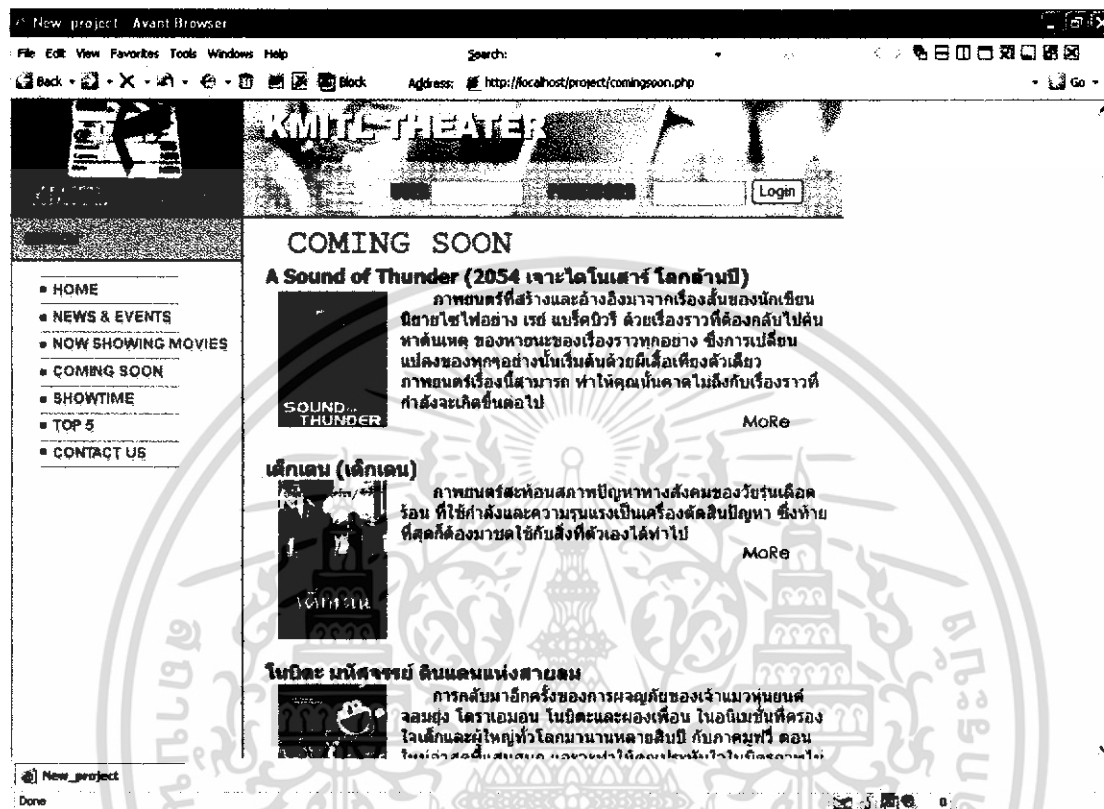 New_project - Avant Browser
File Edit View Favorites Tools Windows Help Search:
Back Block Address: http://localhost/project/comingsoon.php Go
KMITL THEATER
Login
COMING SOON
HOME
NEWS & EVENTS
NOW SHOWING MOVIES
COMING SOON
SHOWTIME
TOP 5
CONTACT US
A Sound of Thunder (2054 เจาะไดโนเสาร์ โลกล้านปี)
ภาพยนตร์ที่สร้างและอ้างอิงมาจากเรื่องสั้นของนักเขียน
นิยายไซไฟอย่าง เรย์ แบร็คบิวรี ด้วยเรื่องราวที่ต้องกลับไปค้น
หาต้นเหตุ ของหายนะของเรื่องราวทุกอย่าง ซึ่งการเปลี่ยน
แปลงของทุกๆอย่างนั้นเริ่มต้นด้วยผีเสื้อเพียงตัวเดียว
ภาพยนตร์เรื่องนี้สามารถ ทำให้คุณนั้นคาดไม่ถึงกับเรื่องราวที่
กำลังจะเกิดขึ้นต่อไป
SOUND...
THUNDER
MoRe
เด็กเดน (เด็กเดน)
ภาพยนตร์สะท้อนสภาพปัญหาทางสังคมของวัยรุ่นเลือด
ร้อน ที่ใช้กำลังและความรุนแรงเป็นเครื่องตัดสินปัญหา ซึ่งท้าย
ที่สุดก็ต้องมาชดใช้กับสิ่งที่ตัวเองได้ทำไป
MoRe
เด็กเดน
โนบิตะ มหัศจรรย์ ดินแดนแห่งสายลม
การกลับมาอีกครั้งของการผจญภัยของเจ้าแมวหุ่นยนต์
จอมยุ่ง โดราเอมอน โนบิตะและผองเพื่อน ในอนิเมชั่นที่ครอง
ใจเด็กและผู้ใหญ่ทั่วโลกมานานหลายสิบปี กับภาคมูฟวี่ ตอน
New_project
Done